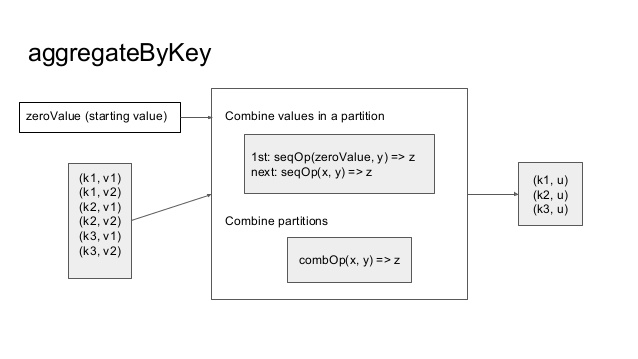 aggregateByKey
zeroValue (starting value)
(k1, v1)
(k1, v2)
(k2, v1)
(k2, v2)
(k3, v1)
(k3, v2)
Combine values in a partition
1st: seqOp(zeroValue, y) => z
next: seqOp(x, y) => z
Combine partitions
combOp(x, y) => z
(k1, u)
(k2, u)
(k3, u)